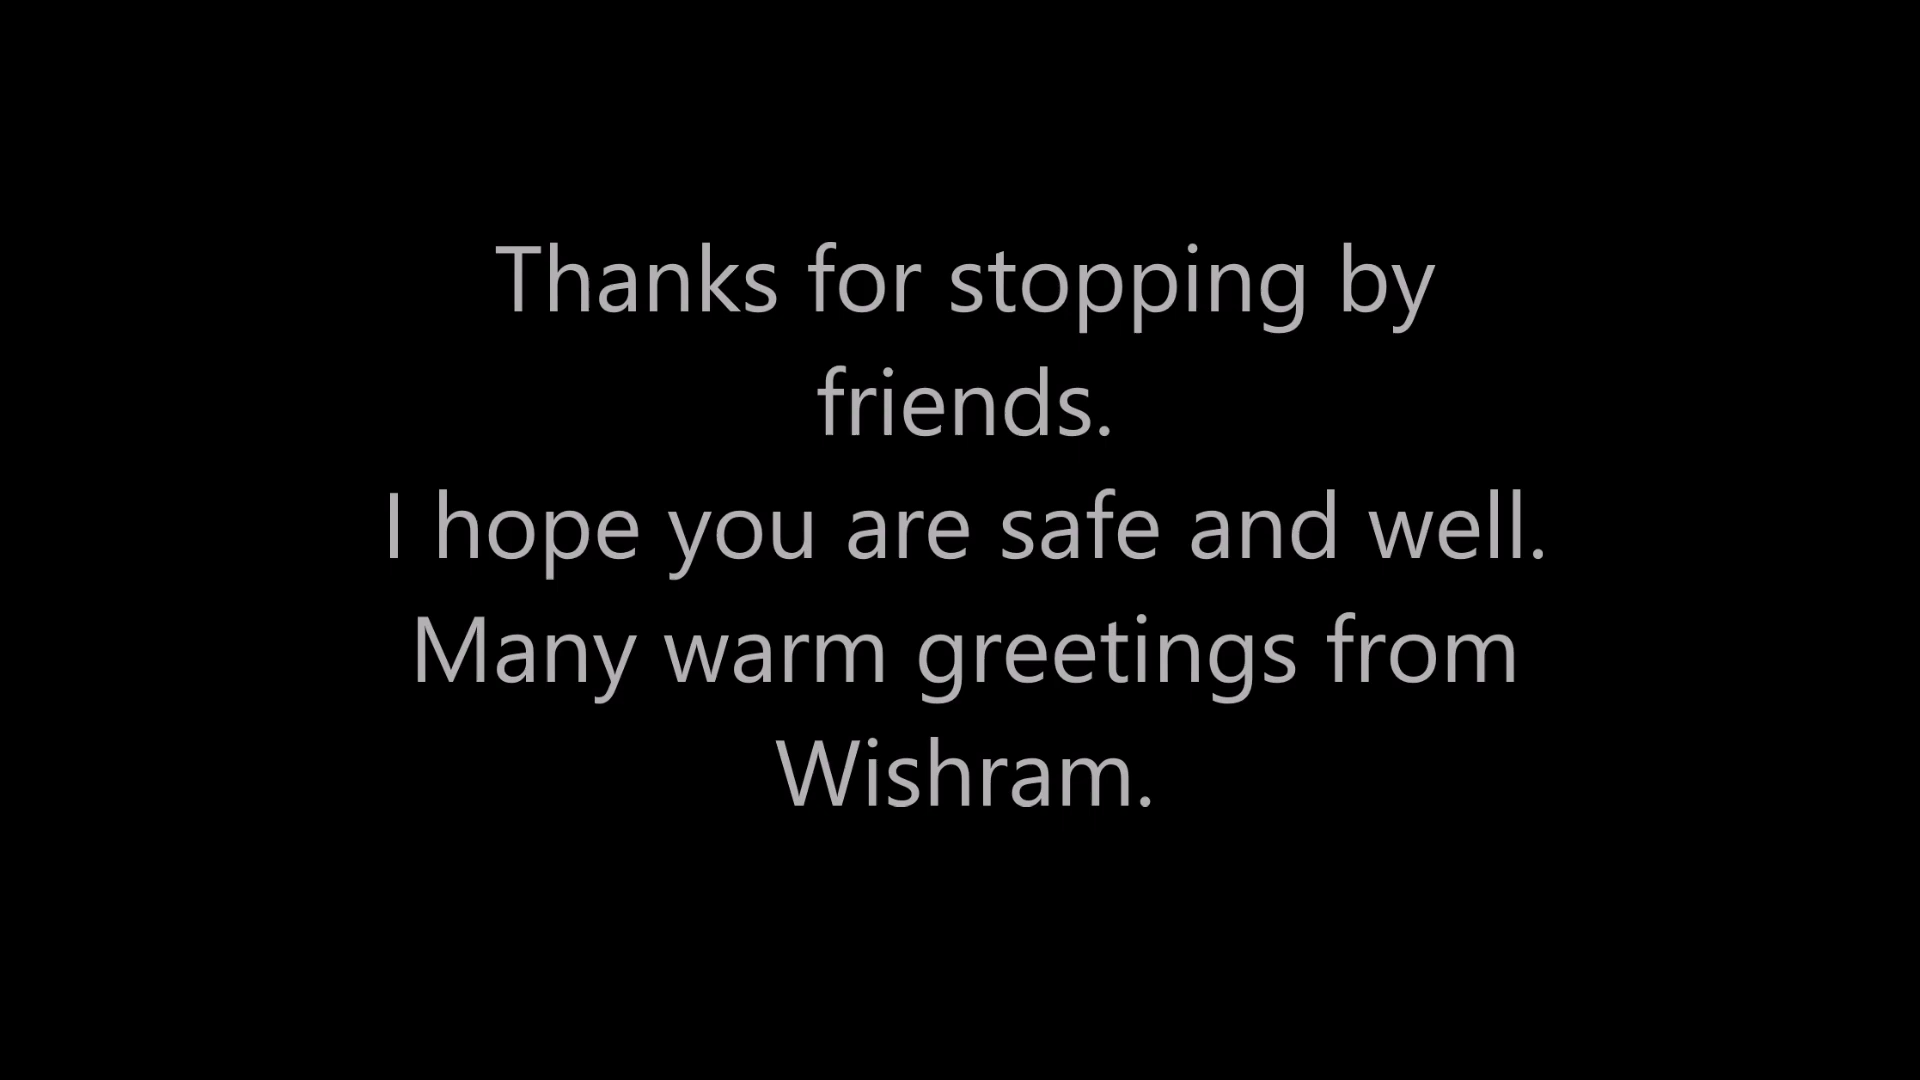 Thanks for stopping by
friends.
I hope you are safe and well.
Many warm greetings from
Wishram.